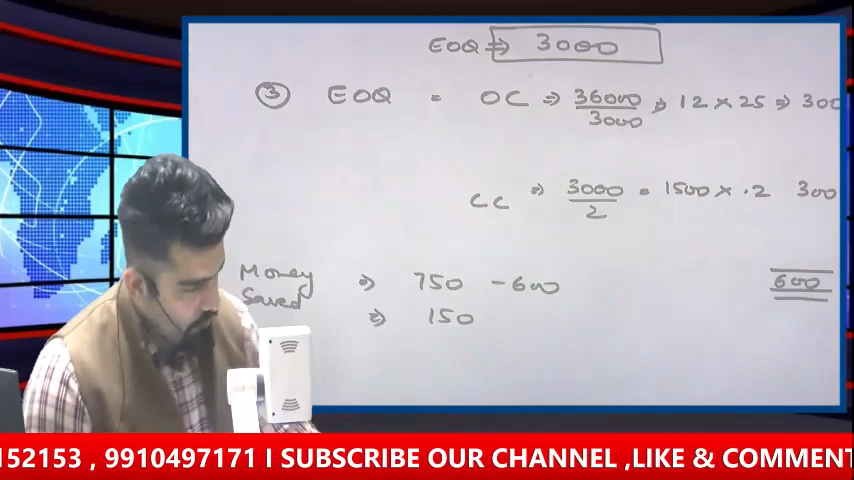 EOQ ⇒ 3000
③ EOQ = OC ⇒ 36000/3000 ⇒ 12 × 25 ⇒ 300
CC ⇒ 3000/2 = 1500 × .2 300
Money Saved ⇒ 750 - 600
600
⇒ 150
152153 , 9910497171 I SUBSCRIBE OUR CHANNEL ,LIKE & COMMENT